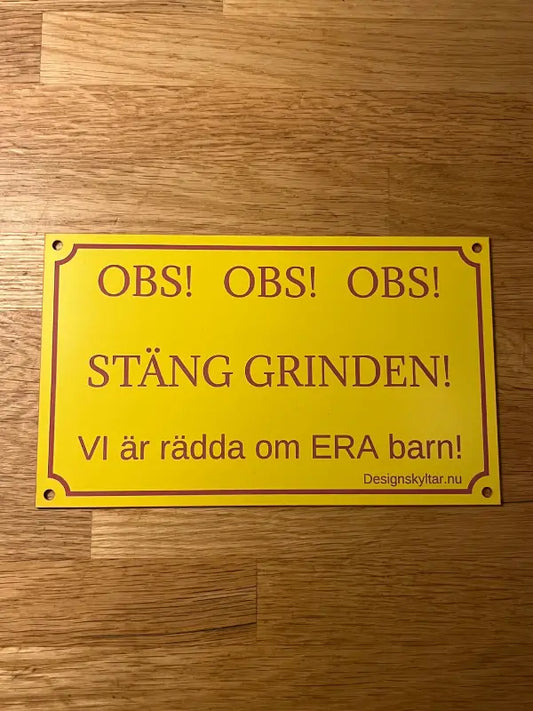 OBS! OBS! OBS!
STÄNG GRINDEN!
VI är rädda om ERA barn!
Designskyltar.nu